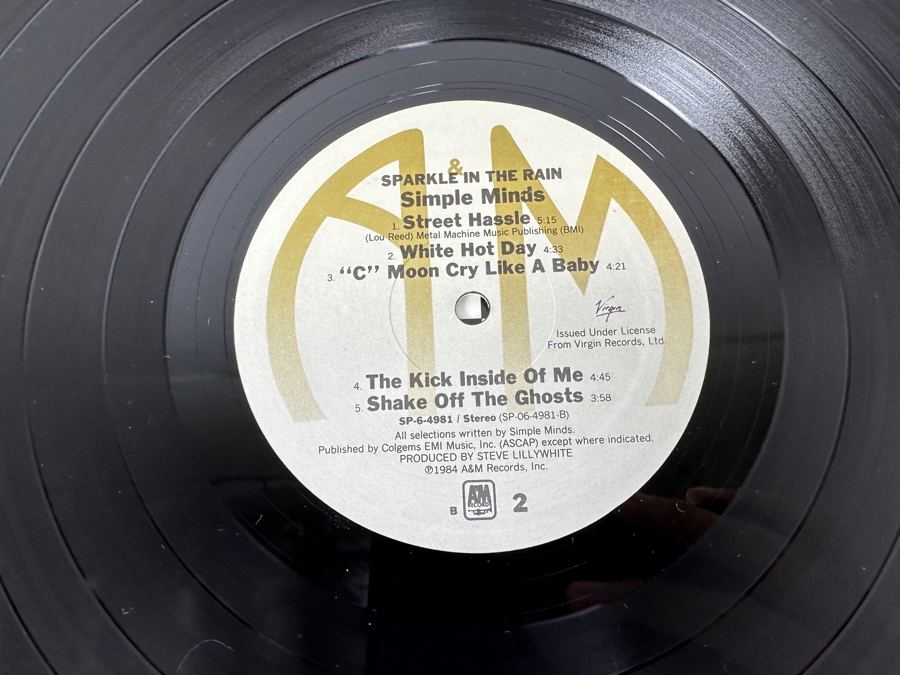 &
SPARKLE IN THE RAIN
Simple Minds
1. Street Hassle 5:15
(Lou Reed) Metal Machine Music Publishing (BMI)
2. White Hot Day 4:33
3. “C” Moon Cry Like A Baby 4:21
Virgin
Issued Under License
From Virgin Records, Ltd.
4. The Kick Inside Of Me 4:45
5. Shake Off The Ghosts 3:58
SP-6-4981 / Stereo (SP-06-4981-B)
All selections written by Simple Minds.
Published by Colgems EMI Music, Inc. (ASCAP) except where indicated.
PRODUCED BY STEVE LILLYWHITE
℗1984 A&M Records, Inc.
B A&M RECORDS 2